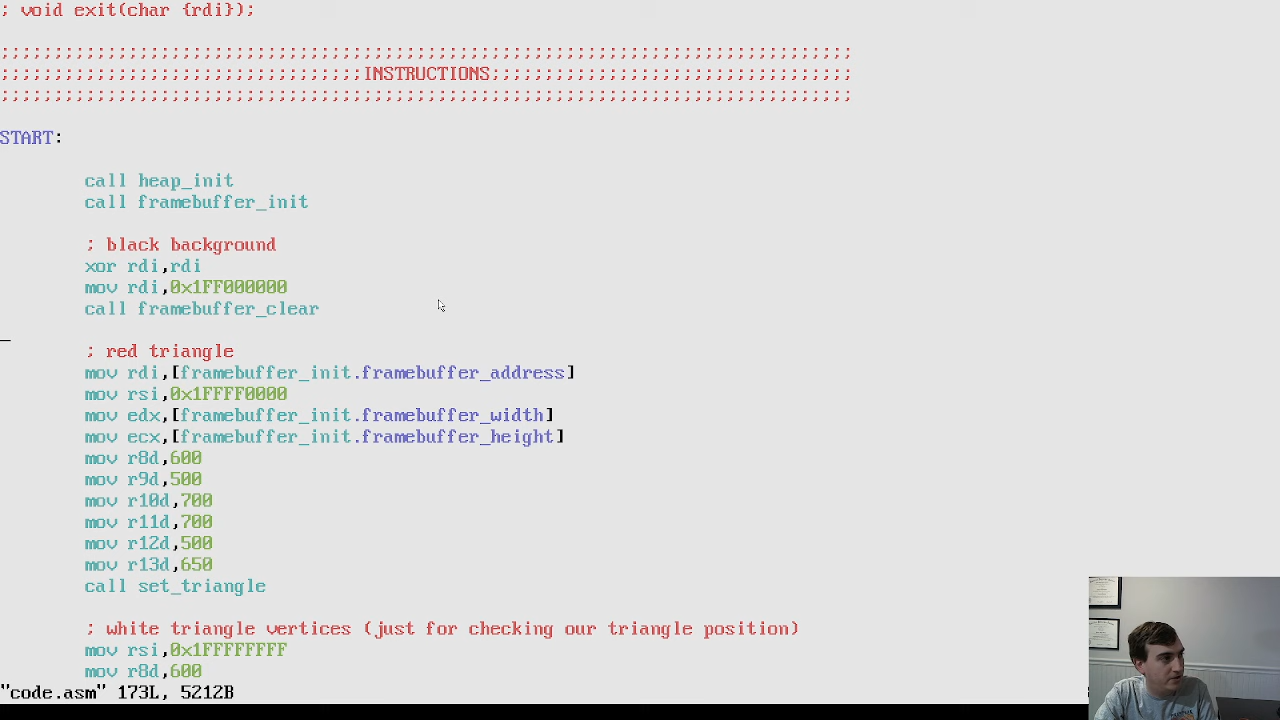 ; void exit(char {rdi});
;;;;;;;;;;;;;;;;;;;;;;;;;;;;;;;;;;;;;;;;;;;;;;;;;;;;;;;;;;;;;;;;;;;;;;;;;;;;;;;;
;;;;;;;;;;;;;;;;;;;;;;;;;;;;;;;;;;INSTRUCTIONS;;;;;;;;;;;;;;;;;;;;;;;;;;;;;;;;;;
;;;;;;;;;;;;;;;;;;;;;;;;;;;;;;;;;;;;;;;;;;;;;;;;;;;;;;;;;;;;;;;;;;;;;;;;;;;;;;;;
START:
call heap_init
call framebuffer_init
; black background
xor rdi,rdi
mov rdi,0x1FF000000
call framebuffer_clear
; red triangle
mov rdi,[framebuffer_init.framebuffer_address]
mov rsi,0x1FFFF0000
mov edx,[framebuffer_init.framebuffer_width]
mov ecx,[framebuffer_init.framebuffer_height]
mov r8d,600
mov r9d,500
mov r10d,700
mov r11d,700
mov r12d,500
mov r13d,650
call set_triangle
; white triangle vertices (just for checking our triangle position)
mov rsi,0x1FFFFFFFF
mov r8d,600
"code.asm" 173L, 5212B